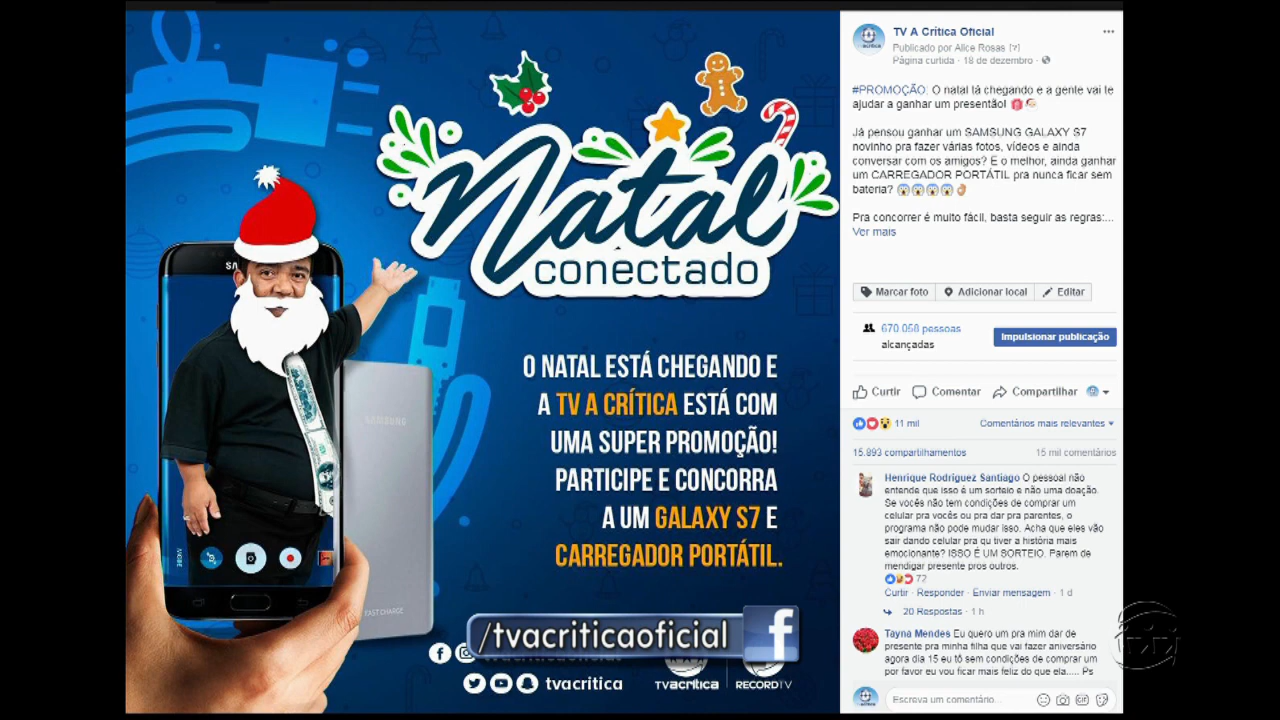 Natal
conectado
O NATAL ESTÁ CHEGANDO E
A TV A CRÍTICA ESTÁ COM
UMA SUPER PROMOÇÃO!
PARTICIPE E CONCORRA
A UM GALAXY S7 E
CARREGADOR PORTÁTIL.
SAMSUNG
FAST CHARGE
/tvacriticaoficial
tvacrítica
TVACRÍTICA
RECORDTV
TV A Crítica Oficial
Publicado por Alice Rosas [?]
Página curtida · 18 de dezembro ·
#PROMOÇÃO: O natal tá chegando e a gente vai te
ajudar a ganhar um presentão!
Já pensou ganhar um SAMSUNG GALAXY S7
novinho pra fazer várias fotos, vídeos e ainda
conversar com os amigos? E o melhor, ainda ganhar
um CARREGADOR PORTÁTIL pra nunca ficar sem
bateria?
Pra concorrer é muito fácil, basta seguir as regras:...
Ver mais
Marcar foto Adicionar local Editar
670.058 pessoas
alcançadas
Impulsionar publicação
Curtir Comentar Compartilhar
11 mil Comentários mais relevantes
15.893 compartilhamentos 15 mil comentários
Henrique Rodríguez Santiago O pessoal não
entende que isso é um sorteio e não uma doação.
Se vocês não tem condições de comprar um
celular pra vocês ou pra dar pra parentes, o
programa não pode mudar isso. Acha que eles vão
sair dando celular pra qu tiver a história mais
emocionante? ISSO É UM SORTEIO. Parem de
mendigar presente pros outros.
72
Curtir · Responder · Enviar mensagem · 1 d
20 Respostas · 1 h
Tayna Mendes Eu quero um pra mim dar de
presente pra minha filha que vai fazer aniversário
agora dia 15 eu tô sem condições de comprar um
por favor eu vou ficar mais feliz do que ela..... Ps
Escreva um comentário...